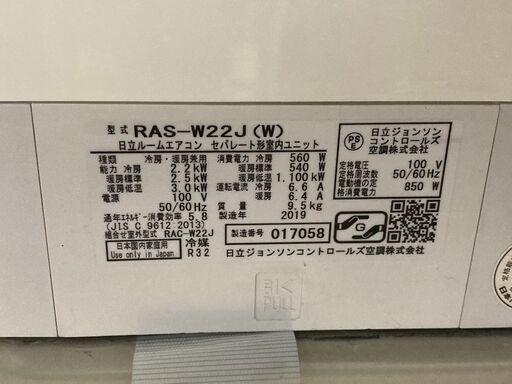 型式 RAS-W22J(W)
日立ルームエアコン セパレート形室内ユニット
種類 冷房・暖房兼用
能力 冷房 2.2kW
暖房標準 2.5kW
暖房低温 3.0kW
電源 100 V
50/60Hz
通年エネルギー消費効率 5.8
(JIS C 9612:2013)
組合せ室外型式 RAC-W22J
日本国内家庭用
Use only in Japan
冷媒
R32
消費電力 冷房 560 W
暖房標準 540 W
暖房低温 1,100kW
運転電流 冷房 6.6 A
暖房 6.4 A
質量 9.5kg
製造年 2019
製造番号 017058
日立ジョンソンコントロールズ空調株式会社
PS
E
日立ジョンソン
コントロールズ
空調株式会社
定格電圧 100 V
定格周波数 50/60Hz
電動機の定
格消費電力 850 W
G
PULL